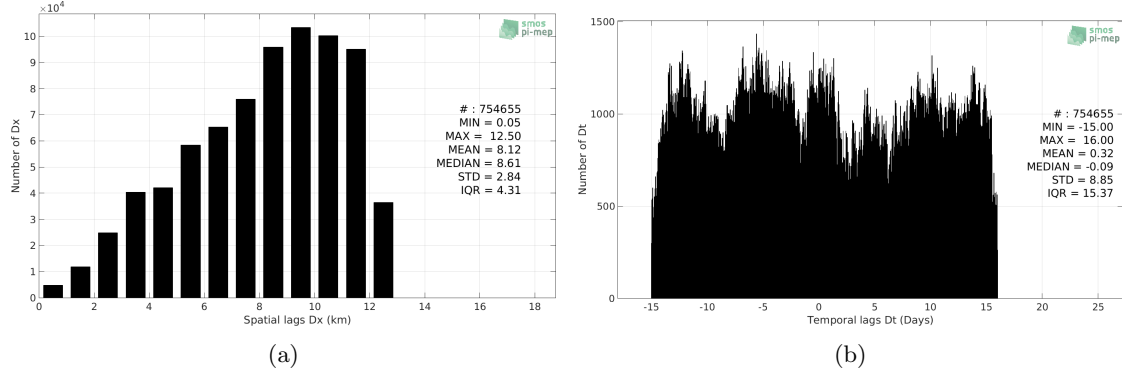 ×10⁴
10
9
8
7
6
5
4
3
2
1
0
Number of Dx
0 2 4 6 8 10 12 14 16 18
Spatial lags Dx (km)
smos
pi-mep
# : 754655
MIN = 0.05
MAX = 12.50
MEAN = 8.12
MEDIAN = 8.61
STD = 2.84
IQR = 4.31
(a)
1500
1000
500
0
Number of Dt
-15 -10 -5 0 5 10 15 20 25
Temporal lags Dt (Days)
smos
pi-mep
# : 754655
MIN = -15.00
MAX = 16.00
MEAN = 0.32
MEDIAN = -0.09
STD = 8.85
IQR = 15.37
(b)